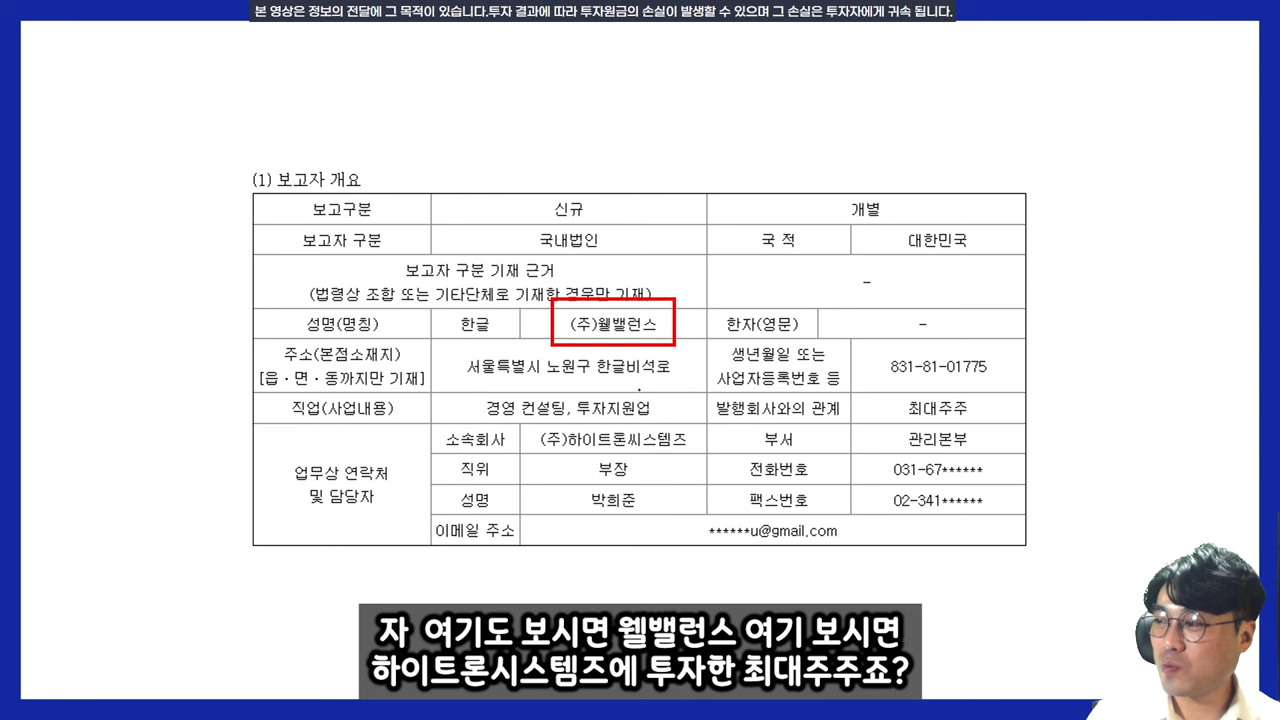 본 영상은 정보의 전달에 그 목적이 있습니다.투자 결과에 따라 투자원금의 손실이 발생할 수 있으며 그 손실은 투자자에게 귀속 됩니다.
(1) 보고자 개요
보고구분 신규 개별
보고자 구분 국내법인 국 적 대한민국
보고자 구분 기재 근거
(법령상 조합 또는 기타단체로 기재한 경우만 기재) -
성명(명칭) 한글 (주)웰밸런스 한자(영문) -
주소(본점소재지)
[읍·면·동까지만 기재] 서울특별시 노원구 한글비석로 생년월일 또는
사업자등록번호 등 831-81-01775
직업(사업내용) 경영 컨설팅, 투자지원업 발행회사와의 관계 최대주주
업무상 연락처
및 담당자
소속회사 (주)하이트론씨스템즈 부서 관리본부
직위 부장 전화번호 031-67******
성명 박희준 팩스번호 02-341******
이메일 주소 ******u@gmail.com
자 여기도 보시면 웰밸런스 여기 보시면
하이트론시스템즈에 투자한 최대주주죠?